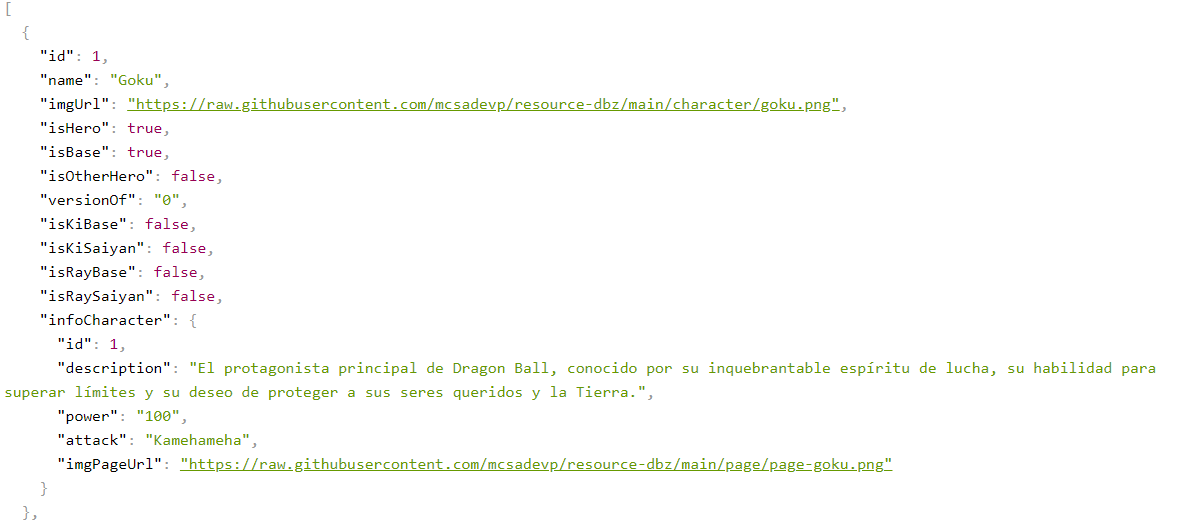 [
  {
    "id": 1,
    "name": "Goku",
    "imgUrl": "https://raw.githubusercontent.com/mcsadevp/resource-dbz/main/character/goku.png",
    "isHero": true,
    "isBase": true,
    "isOtherHero": false,
    "versionOf": "0",
    "isKiBase": false,
    "isKiSaiyan": false,
    "isRayBase": false,
    "isRaySaiyan": false,
    "infoCharacter": {
      "id": 1,
      "description": "El protagonista principal de Dragon Ball, conocido por su inquebrantable espíritu de lucha, su habilidad para
superar límites y su deseo de proteger a sus seres queridos y la Tierra.",
      "power": "100",
      "attack": "Kamehameha",
      "imgPageUrl": "https://raw.githubusercontent.com/mcsadevp/resource-dbz/main/page/page-goku.png"
    }
  },